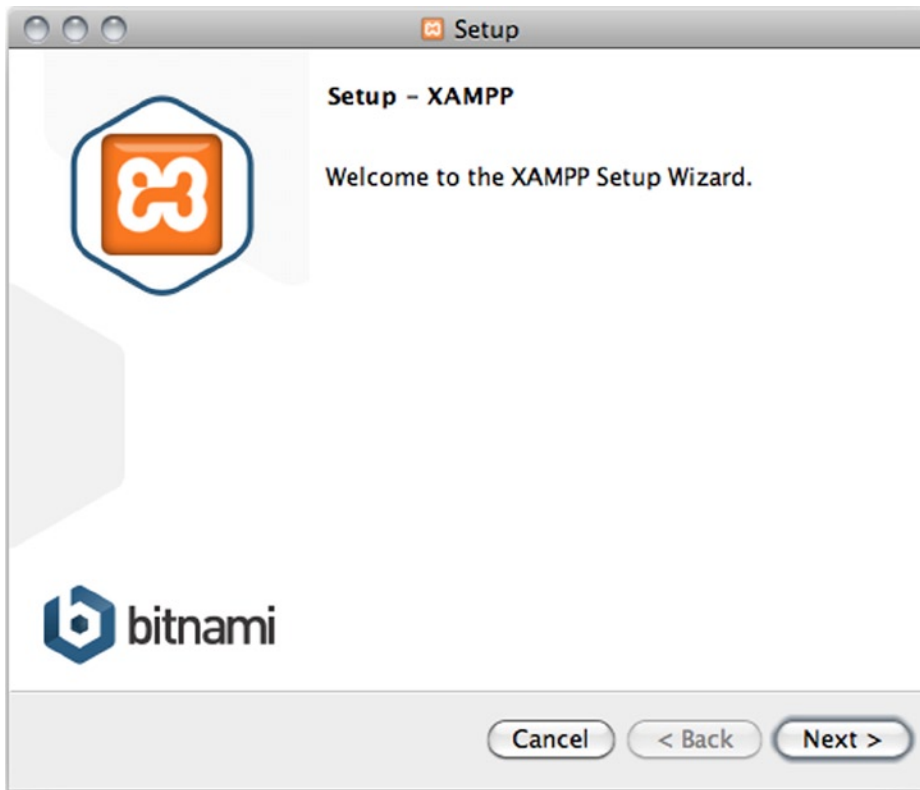 Setup
Setup – XAMPP
Welcome to the XAMPP Setup Wizard.
bitnami
Cancel
< Back
Next >